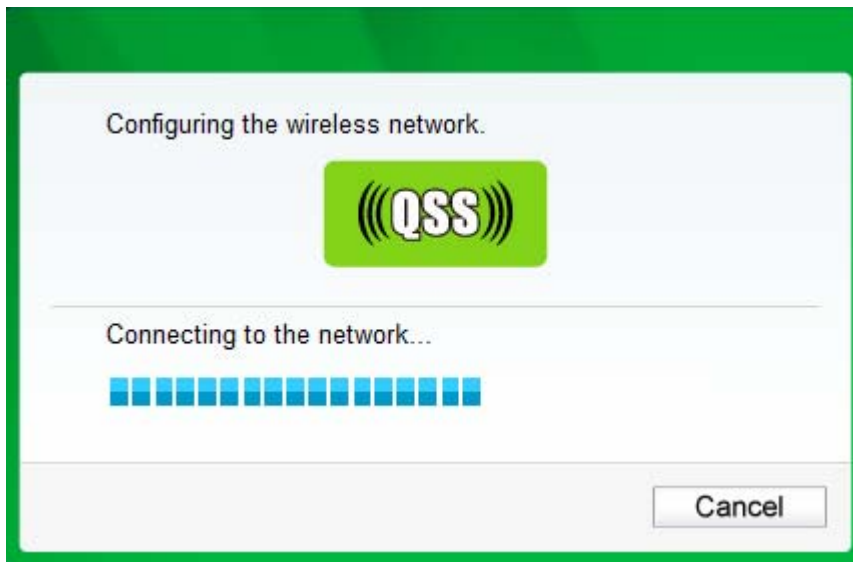 Configuring the wireless network.
(((QSS)))
Connecting to the network...
Cancel